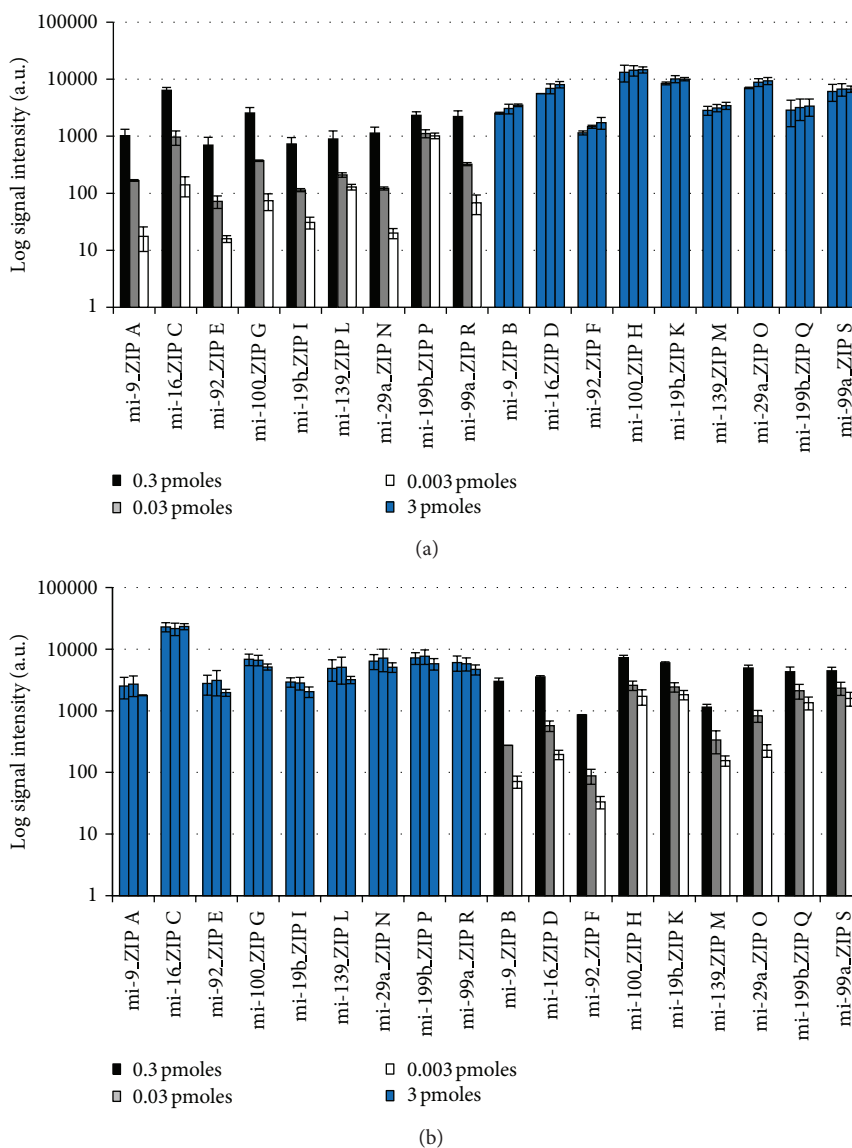 100000
10000
1000
100
10
1
Log signal intensity (a.u.)
mi-9_ZIP A
mi-16_ZIP C
mi-92_ZIP E
mi-100_ZIP G
mi-19b_ZIP I
mi-139_ZIP L
mi-29a_ZIP N
mi-199b_ZIP P
mi-99a_ZIP R
mi-9_ZIP B
mi-16_ZIP D
mi-92_ZIP F
mi-100_ZIP H
mi-19b_ZIP K
mi-139_ZIP M
mi-29a_ZIP O
mi-199b_ZIP Q
mi-99a_ZIP S
0.3 pmoles
0.03 pmoles
0.003 pmoles
3 pmoles
(a)
100000
10000
1000
100
10
1
Log signal intensity (a.u.)
mi-9_ZIP A
mi-16_ZIP C
mi-92_ZIP E
mi-100_ZIP G
mi-19b_ZIP I
mi-139_ZIP L
mi-29a_ZIP N
mi-199b_ZIP P
mi-99a_ZIP R
mi-9_ZIP B
mi-16_ZIP D
mi-92_ZIP F
mi-100_ZIP H
mi-19b_ZIP K
mi-139_ZIP M
mi-29a_ZIP O
mi-199b_ZIP Q
mi-99a_ZIP S
0.3 pmoles
0.03 pmoles
0.003 pmoles
3 pmoles
(b)